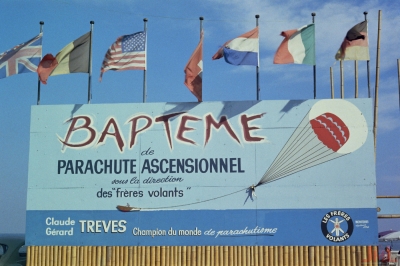 BAPTEME
de
PARACHUTE ASCENSIONNEL
sous la direction
des "frères volants"
Claude
Gérard TREVES Champion du monde de parachutisme
LES FRÈRES
VOLANTS